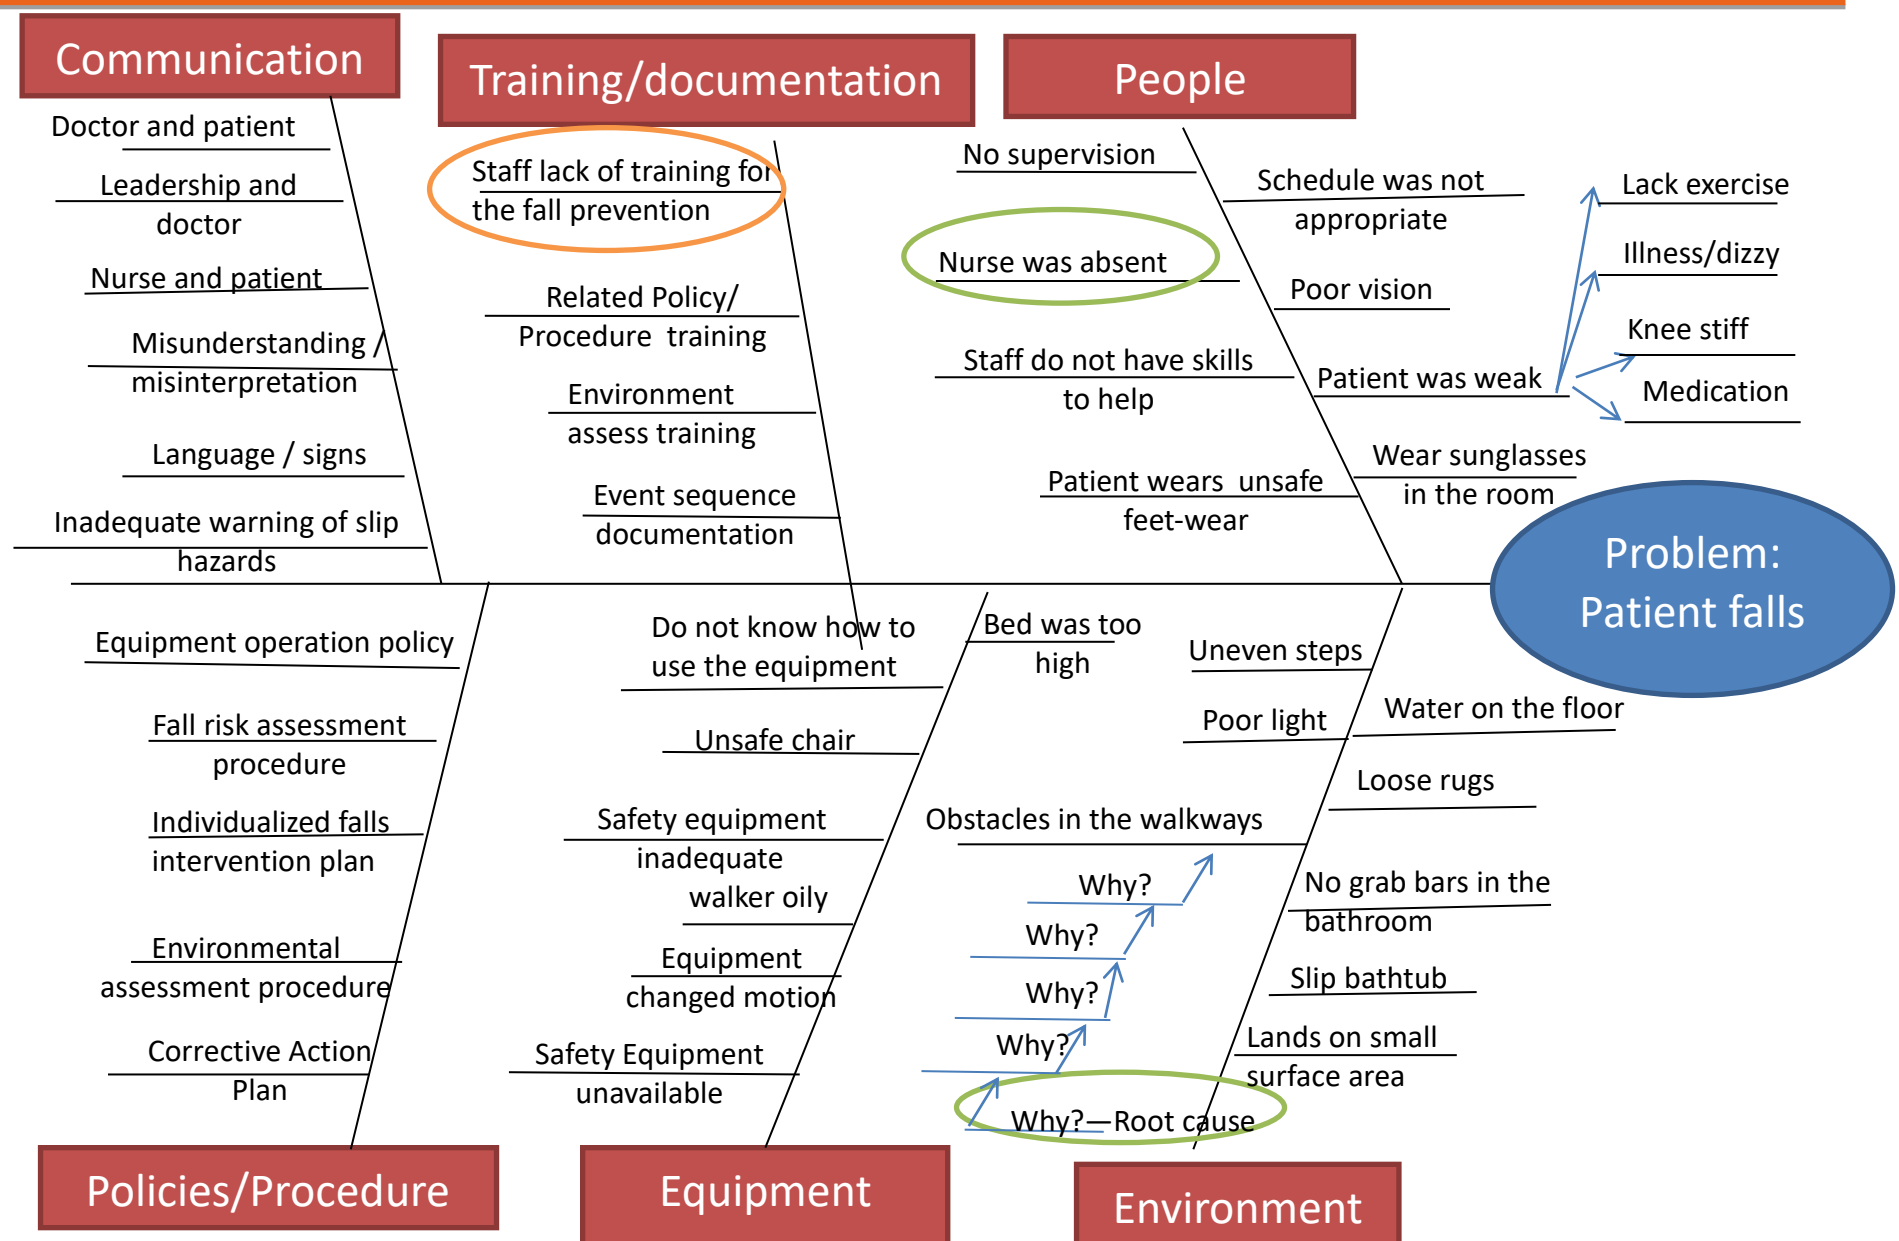 Communication
Training/documentation
People
Doctor and patient
Leadership and
doctor
Nurse and patient
Misunderstanding /
misinterpretation
Language / signs
Inadequate warning of slip
hazards
Staff lack of training for
the fall prevention
Related Policy/
Procedure training
Environment
assess training
Event sequence
documentation
No supervision
Nurse was absent
Staff do not have skills
to help
Patient wears unsafe
feet-wear
Schedule was not
appropriate
Poor vision
Patient was weak
Wear sunglasses
in the room
Lack exercise
Illness/dizzy
Knee stiff
Medication
Problem:
Patient falls
Equipment operation policy
Fall risk assessment
procedure
Individualized falls
intervention plan
Environmental
assessment procedure
Corrective Action
Plan
Do not know how to
use the equipment
Unsafe chair
Safety equipment
inadequate
walker oily
Equipment
changed motion
Safety Equipment
unavailable
Bed was too
high
Uneven steps
Poor light
Obstacles in the walkways
Why?
Why?
Why?
Why?
Why?—Root cause
Water on the floor
Loose rugs
No grab bars in the
bathroom
Slip bathtub
Lands on small
surface area
Policies/Procedure
Equipment
Environment